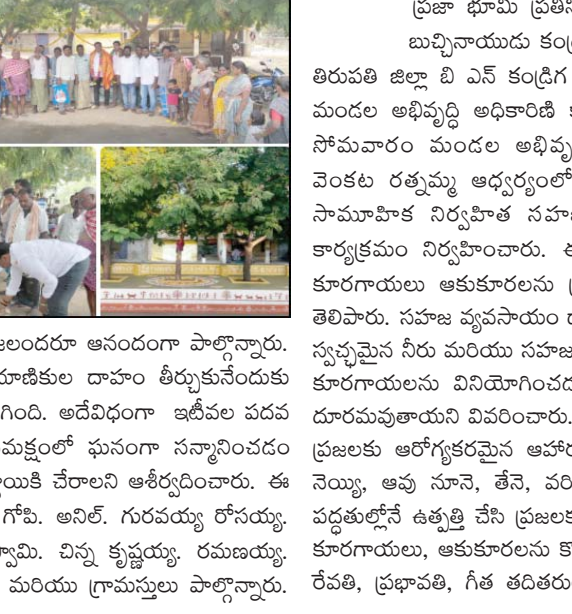 జలందరూ ఆనందంగా పాల్గొన్నారు.
యాణికుల దాహం తీర్చుకునేందుకు
గింది. అదేవిధంగా ఇటీవల పదవ
మక్షంలో ఘనంగా సన్మానించడం
యికి చేరాలని ఆశీర్వదించారు. ఈ
గోపి. అనిల్. గురవయ్య రోసయ్య.
్వామి. చిన్న కృష్ణయ్య. రమణయ్య.
మరియు గ్రామస్తులు పాల్గొన్నారు.
ప్రజా భూమి ప్రతిని
బుచ్చినాయుడు కండ్ర
తిరుపతి జిల్లా బి ఎన్ కండ్రిగ
మండల అభివృద్ధి అధికారిణి
సోమవారం మండల అభివృ
వెంకట రత్నమ్మ ఆధ్వర్యంలో
సామూహిక నిర్వహిత సహజ
కార్యక్రమం నిర్వహించారు. ఈ
కూరగాయలు ఆకుకూరలను
తెలిపారు. సహజ వ్యవసాయం
స్వచ్ఛమైన నీరు మరియు సహజ
కూరగాయలను వినియోగించడ
దూరమవుతాయని వివరించారు.
ప్రజలకు ఆరోగ్యకరమైన ఆహార
నెయ్యి, ఆవు నూనె, తేనె, వరి
పద్ధతుల్లోనే ఉత్పత్తి చేసి ప్రజలక
కూరగాయలు, ఆకుకూరలను కొ
రేవతి, ప్రభావతి, గీత తదితరు